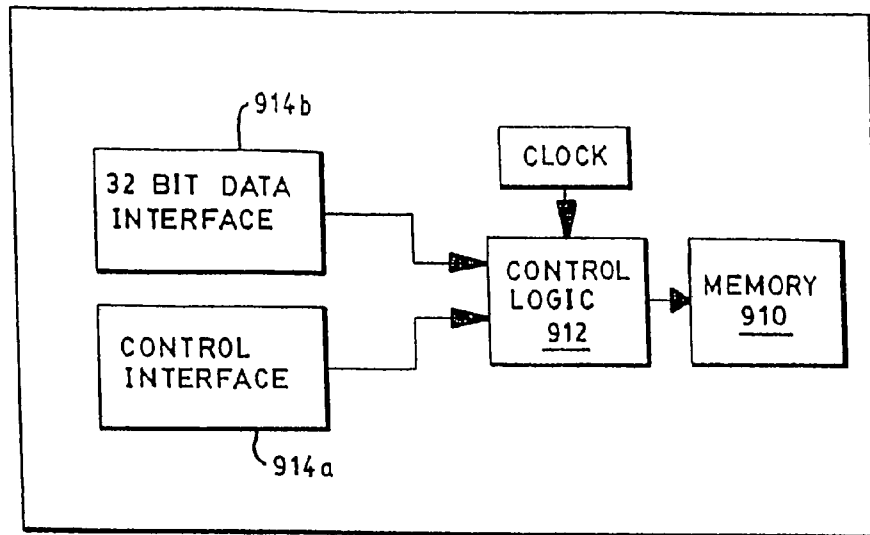 914b
32 BIT DATA
INTERFACE
CLOCK
CONTROL
LOGIC
912
MEMORY
910
CONTROL
INTERFACE
914a